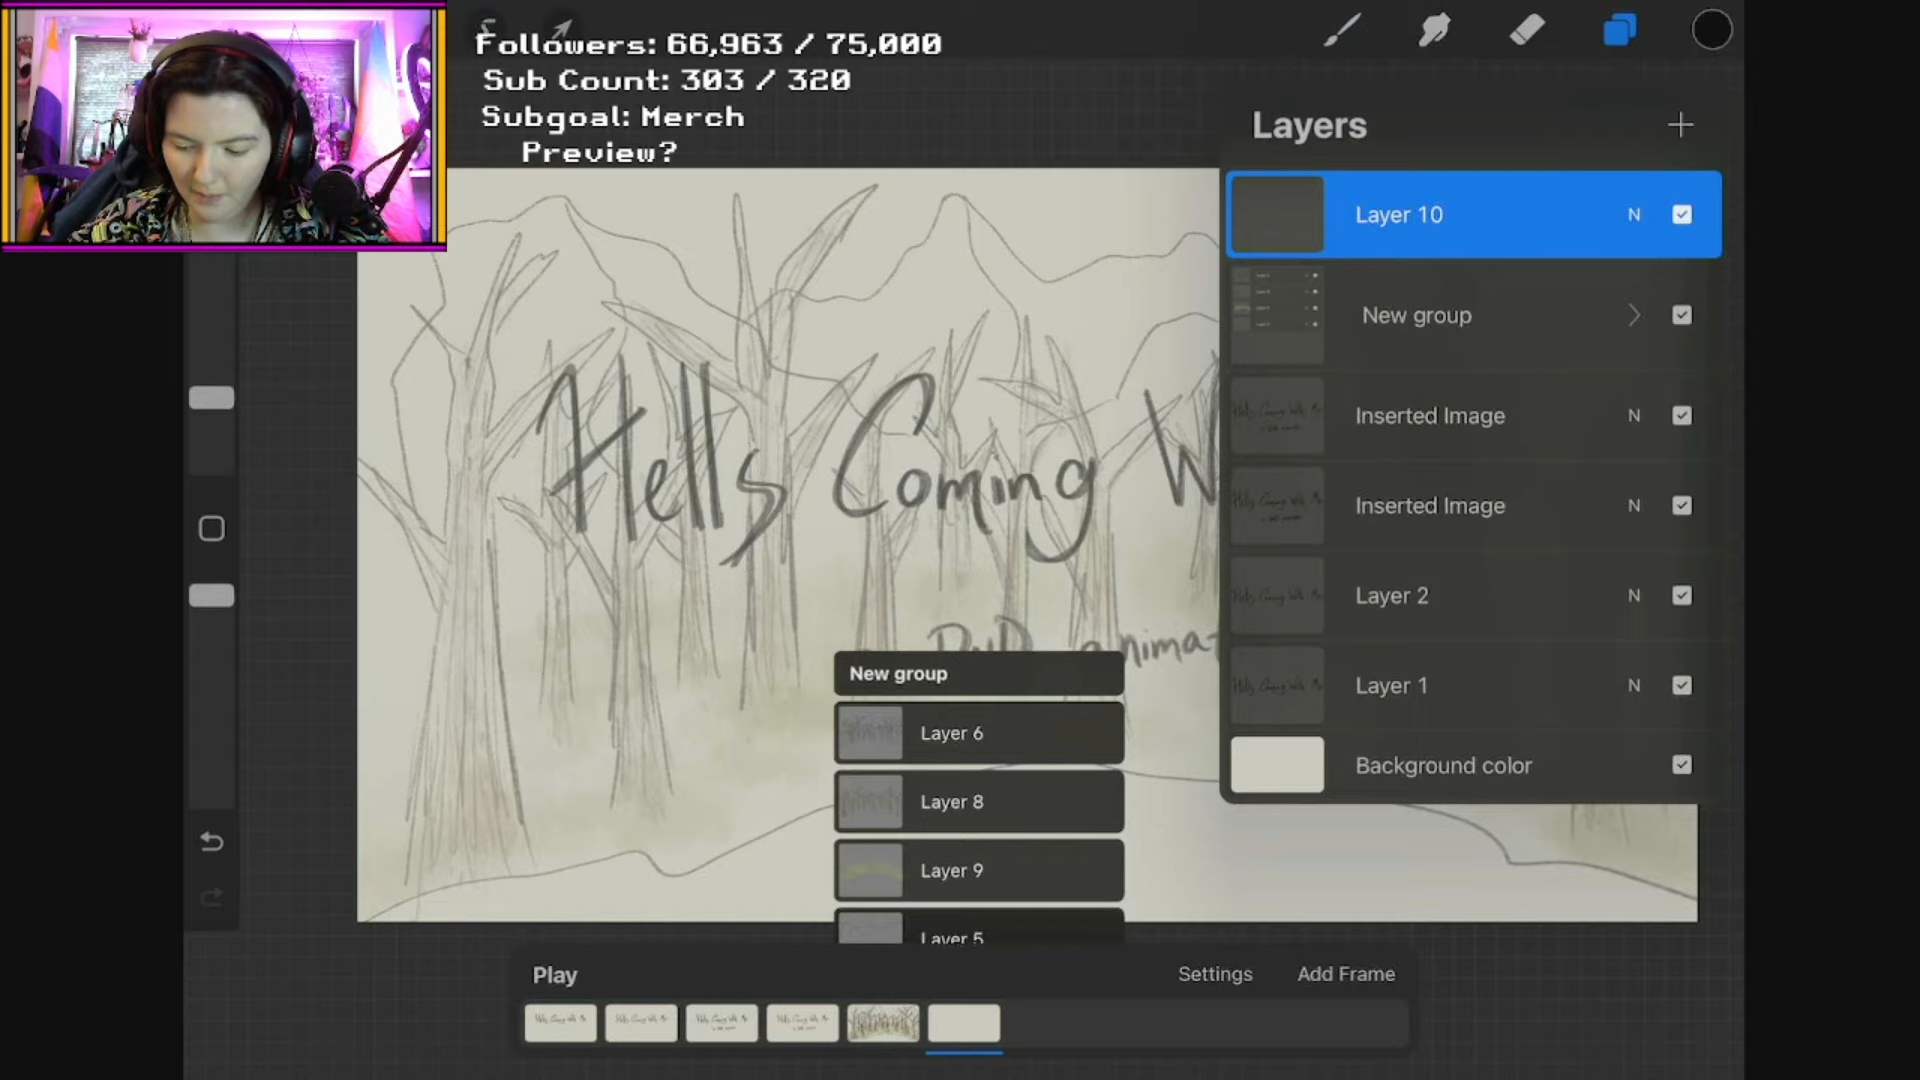 Followers: 66,963 / 75,000
Sub Count: 303 / 320
Subgoal: Merch
Preview?
Layers
Layer 10 N
New group
Inserted Image N
Inserted Image N
Layer 2 N
Layer 1 N
Background color
Hells Coming W
DnD animat
New group
Layer 6
Layer 8
Layer 9
Layer 5
Play
Settings
Add Frame